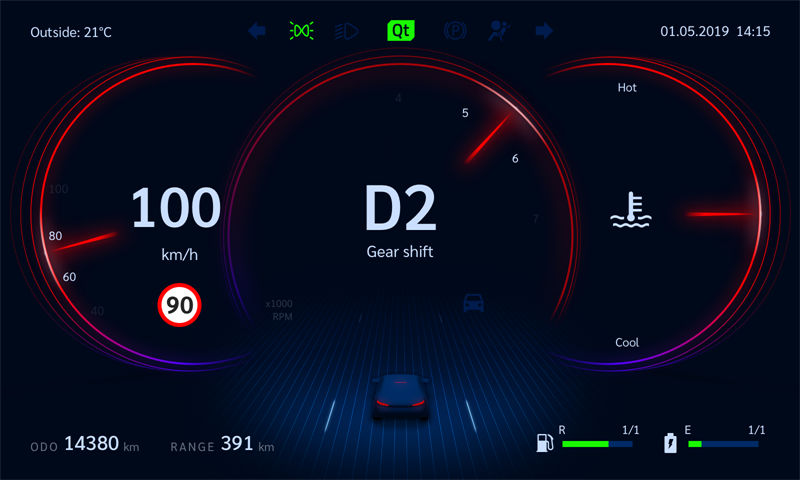 Outside: 21°C
Qt
P
01.05.2019 14:15
100
80
60
40
100
km/h
90
4
5
6
7
D2
Gear shift
x1000
RPM
Hot
Cool
ODO 14380 km
RANGE 391 km
R 1/1
E 1/1